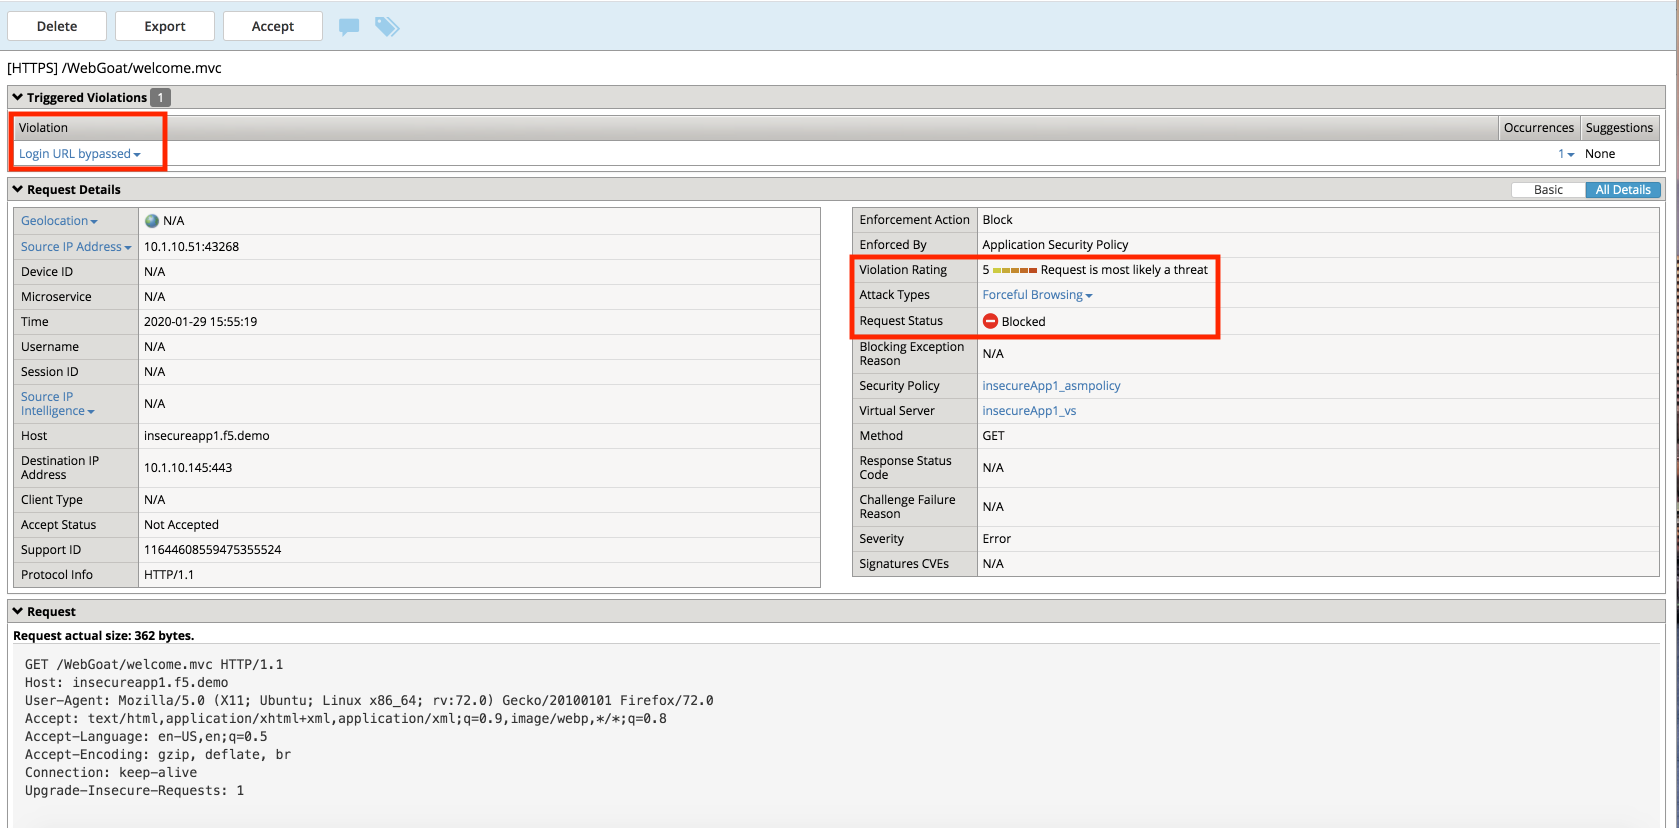 Delete Export Accept
[HTTPS] /WebGoat/welcome.mvc
Triggered Violations 1
Violation Occurrences Suggestions
Login URL bypassed 1 None
Request Details Basic All Details
Geolocation N/A
Source IP Address 10.1.10.51:43268
Device ID N/A
Microservice N/A
Time 2020-01-29 15:55:19
Username N/A
Session ID N/A
Source IP
Intelligence N/A
Host insecureapp1.f5.demo
Destination IP
Address 10.1.10.145:443
Client Type N/A
Accept Status Not Accepted
Support ID 11644608559475355524
Protocol Info HTTP/1.1
Enforcement Action Block
Enforced By Application Security Policy
Violation Rating 5 Request is most likely a threat
Attack Types Forceful Browsing
Request Status Blocked
Blocking Exception
Reason N/A
Security Policy insecureApp1_asmpolicy
Virtual Server insecureApp1_vs
Method GET
Response Status
Code N/A
Challenge Failure
Reason N/A
Severity Error
Signatures CVEs N/A
Request
Request actual size: 362 bytes.
GET /WebGoat/welcome.mvc HTTP/1.1
Host: insecureapp1.f5.demo
User-Agent: Mozilla/5.0 (X11; Ubuntu; Linux x86_64; rv:72.0) Gecko/20100101 Firefox/72.0
Accept: text/html,application/xhtml+xml,application/xml;q=0.9,image/webp,*/*;q=0.8
Accept-Language: en-US,en;q=0.5
Accept-Encoding: gzip, deflate, br
Connection: keep-alive
Upgrade-Insecure-Requests: 1